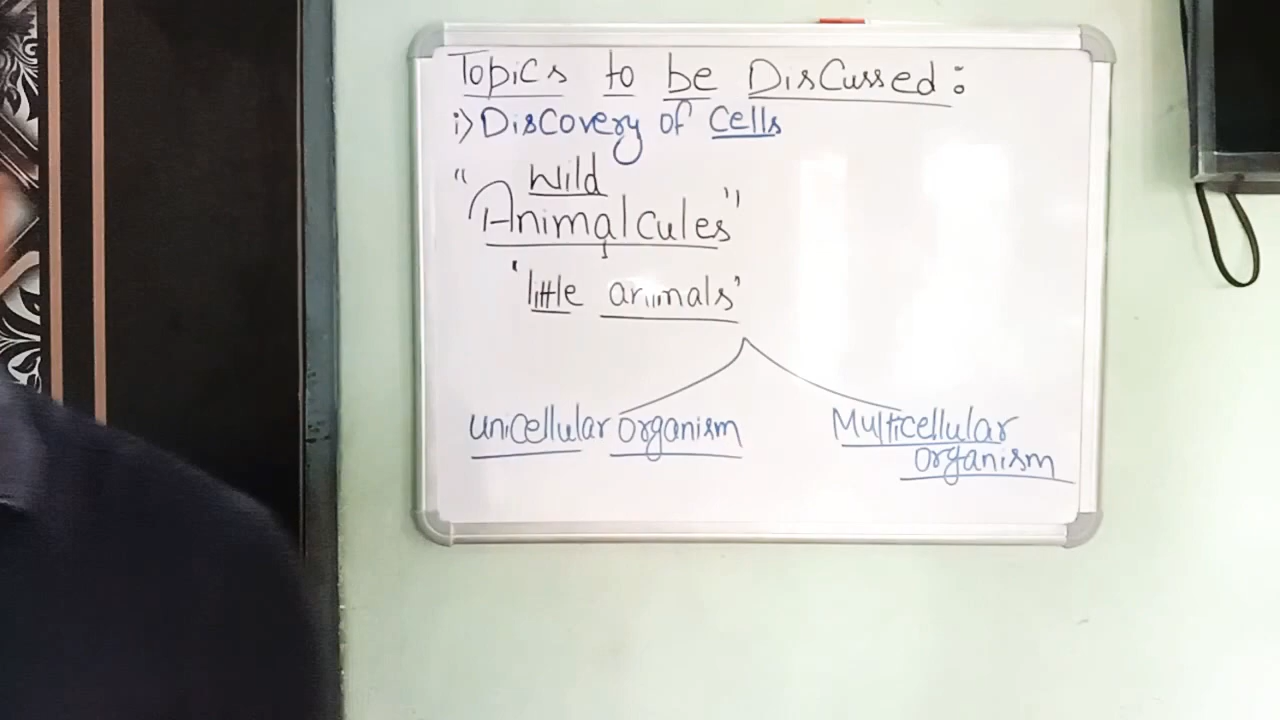 Topics to be Discussed:
i) Discovery of Cells
"Wild
Animalcules"
'little animals'
unicellular organism
Multicellular
organism